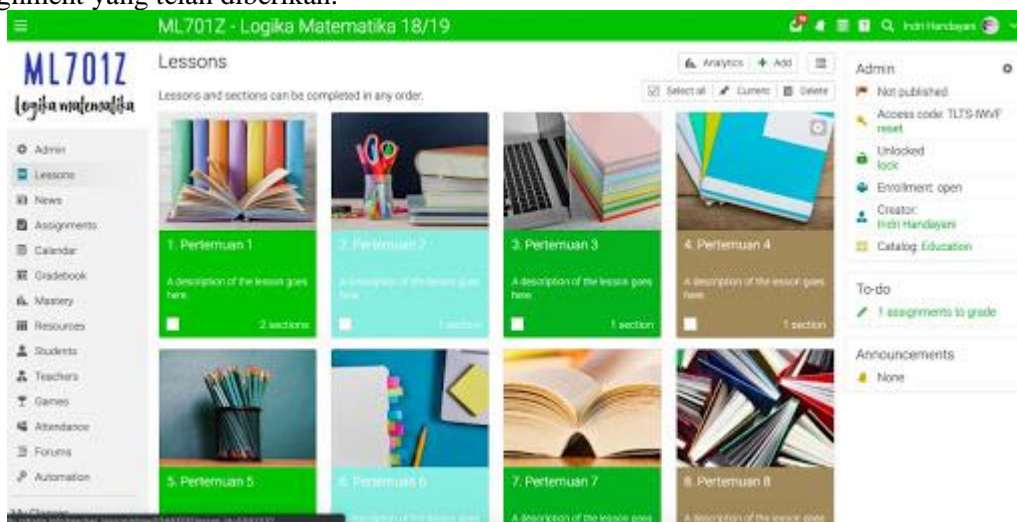 gnment yang telah diberikan.
ML701Z - Logika Matematika 18/19
Indri Handayani
ML701Z
logika matematika
Admin
Lessons
News
Assignments
Calendar
Gradebook
Mastery
Resources
Students
Teachers
Games
Attendance
Forums
Automation
Lessons
Analytics
Add
Lessons and sections can be completed in any order.
Select all
Current
Delete
1. Pertemuan 1
A description of the lesson goes
here.
2 sections
2. Pertemuan 2
A description of the lesson goes
here.
1 section
3. Pertemuan 3
A description of the lesson goes
here.
1 section
4. Pertemuan 4
A description of the lesson goes
here.
1 section
5. Pertemuan 5
6. Pertemuan 6
7. Pertemuan 7
A description of the lesson goes
8. Pertemuan 8
A description of the lesson goes
Admin
Not published
Access code: TLTS-IWVF
reset
Unlocked
lock
Enrollment: open
Creator:
Indri Handayani
Catalog: Education
To-do
1 assignments to grade
Announcements
None